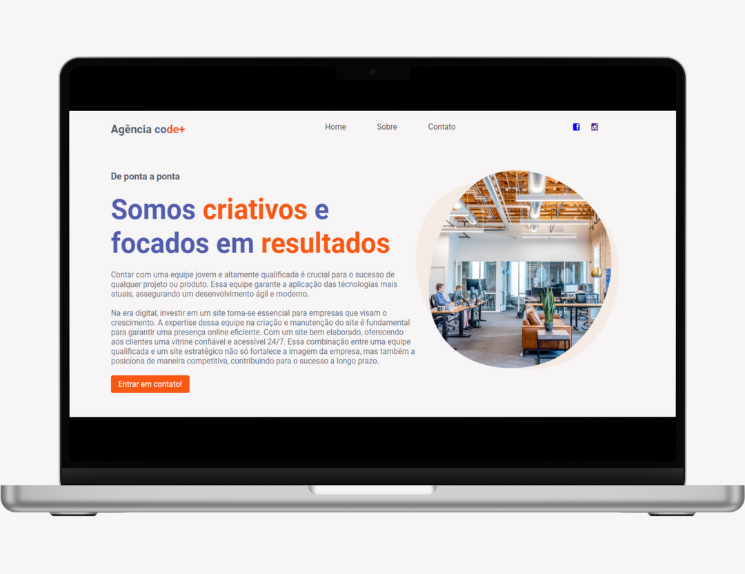 Agência code+
Home Sobre Contato
De ponta a ponta
Somos criativos e
focados em resultados
Contar com uma equipe jovem e altamente qualificada é crucial para o sucesso de
qualquer projeto ou produto. Essa equipe garante a aplicação das técnologias mais
atuais, assegurando um desenvolvimento ágil e moderno.
Na era digital, investir em um site torna-se essencial para empresas que visam o
crescimento. A expertise dessa equipe na criação e manutenção do site é fundamental
para garantir uma presença online eficiente. Com um site bem elaborado, oferecendo
aos clientes uma vitrine confiável e acessível 24/7. Essa combinação entre uma equipe
qualificada e um site estratégico não só fortalece a imagem da empresa, mas também a
posiciona de maneira competitiva, contribuindo para o sucesso a longo prazo.
Entrar em contato!